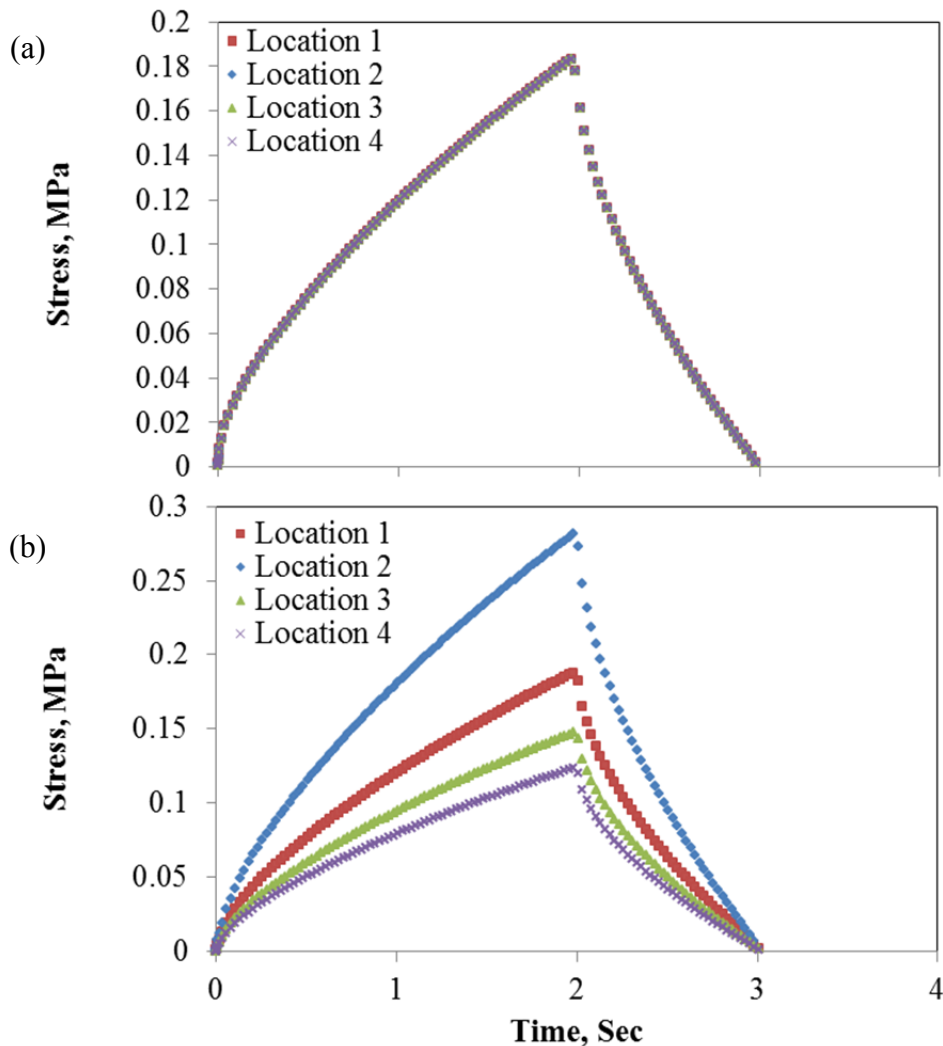 (a)
0.2
0.18
0.16
0.14
0.12
0.1
0.08
0.06
0.04
0.02
0
Stress, MPa
Location 1
Location 2
Location 3
Location 4
(b)
0.3
0.25
0.2
0.15
0.1
0.05
0
Stress, MPa
Location 1
Location 2
Location 3
Location 4
0 1 2 3 4
Time, Sec